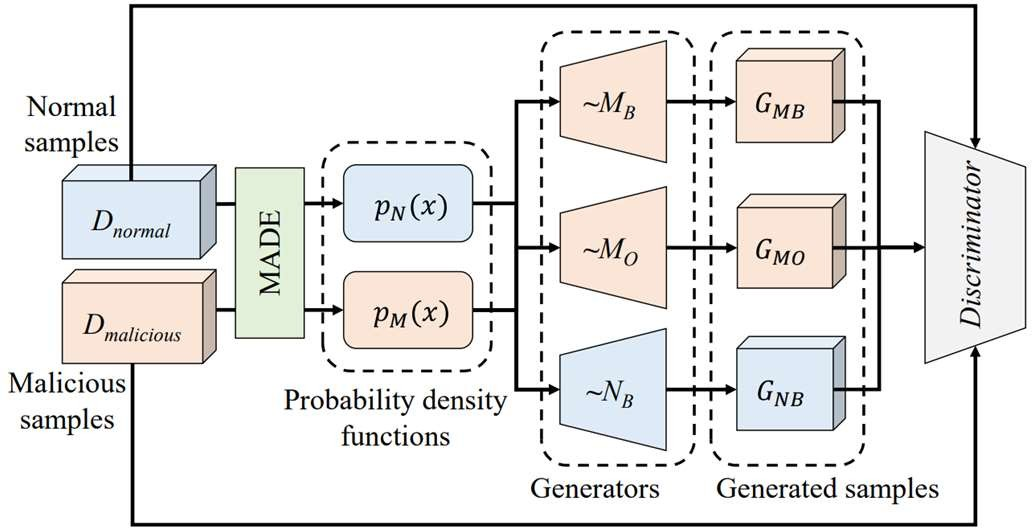 Normal
samples
D_normal
D_malicious
Malicious
samples
MADE
p_N(x)
p_M(x)
Probability density
functions
~M_B
~M_O
~N_B
Generators
G_MB
G_MO
G_NB
Generated samples
Discriminator